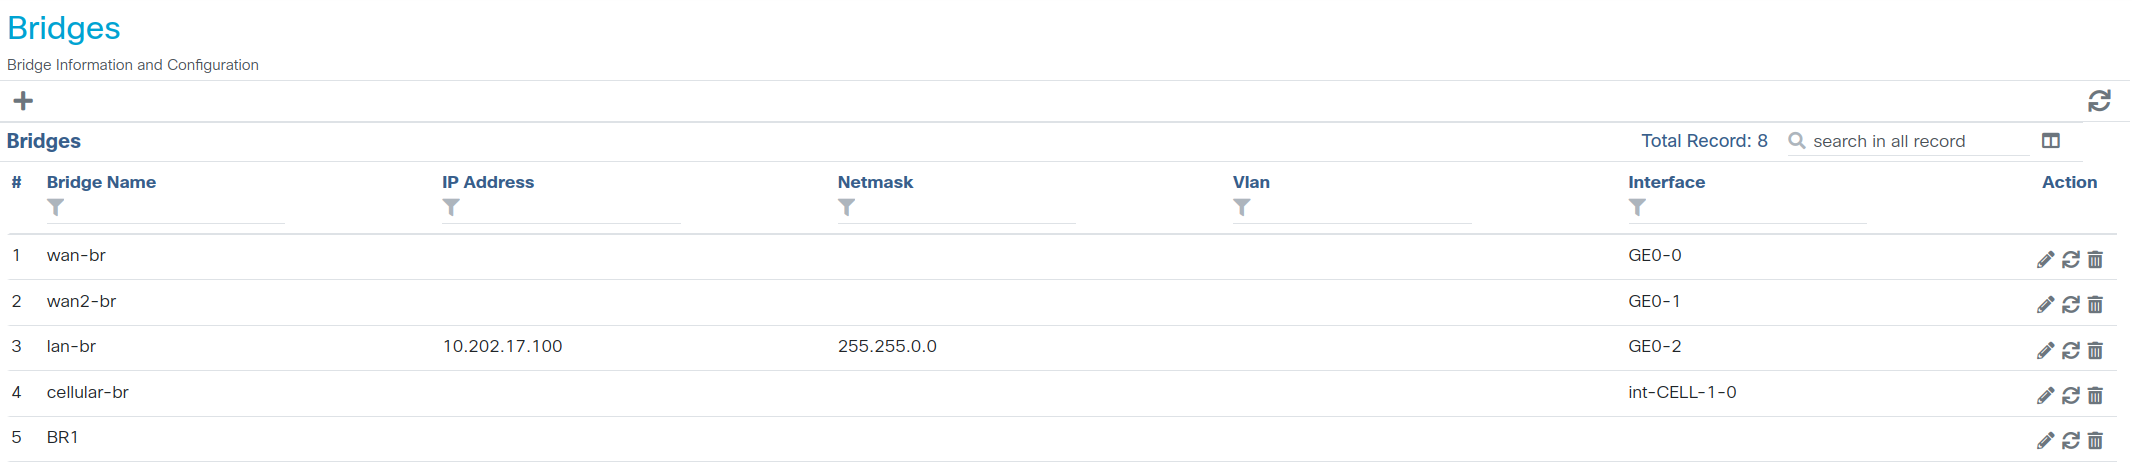 Bridges
Bridge Information and Configuration
Bridges Total Record: 8 search in all record
# Bridge Name IP Address Netmask Vlan Interface Action
1 wan-br GE0-0
2 wan2-br GE0-1
3 lan-br 10.202.17.100 255.255.0.0 GE0-2
4 cellular-br int-CELL-1-0
5 BR1